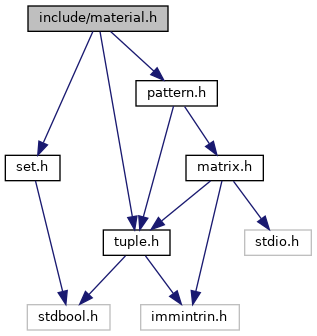 include/material.h
pattern.h
set.h
matrix.h
tuple.h
stdio.h
stdbool.h
immintrin.h